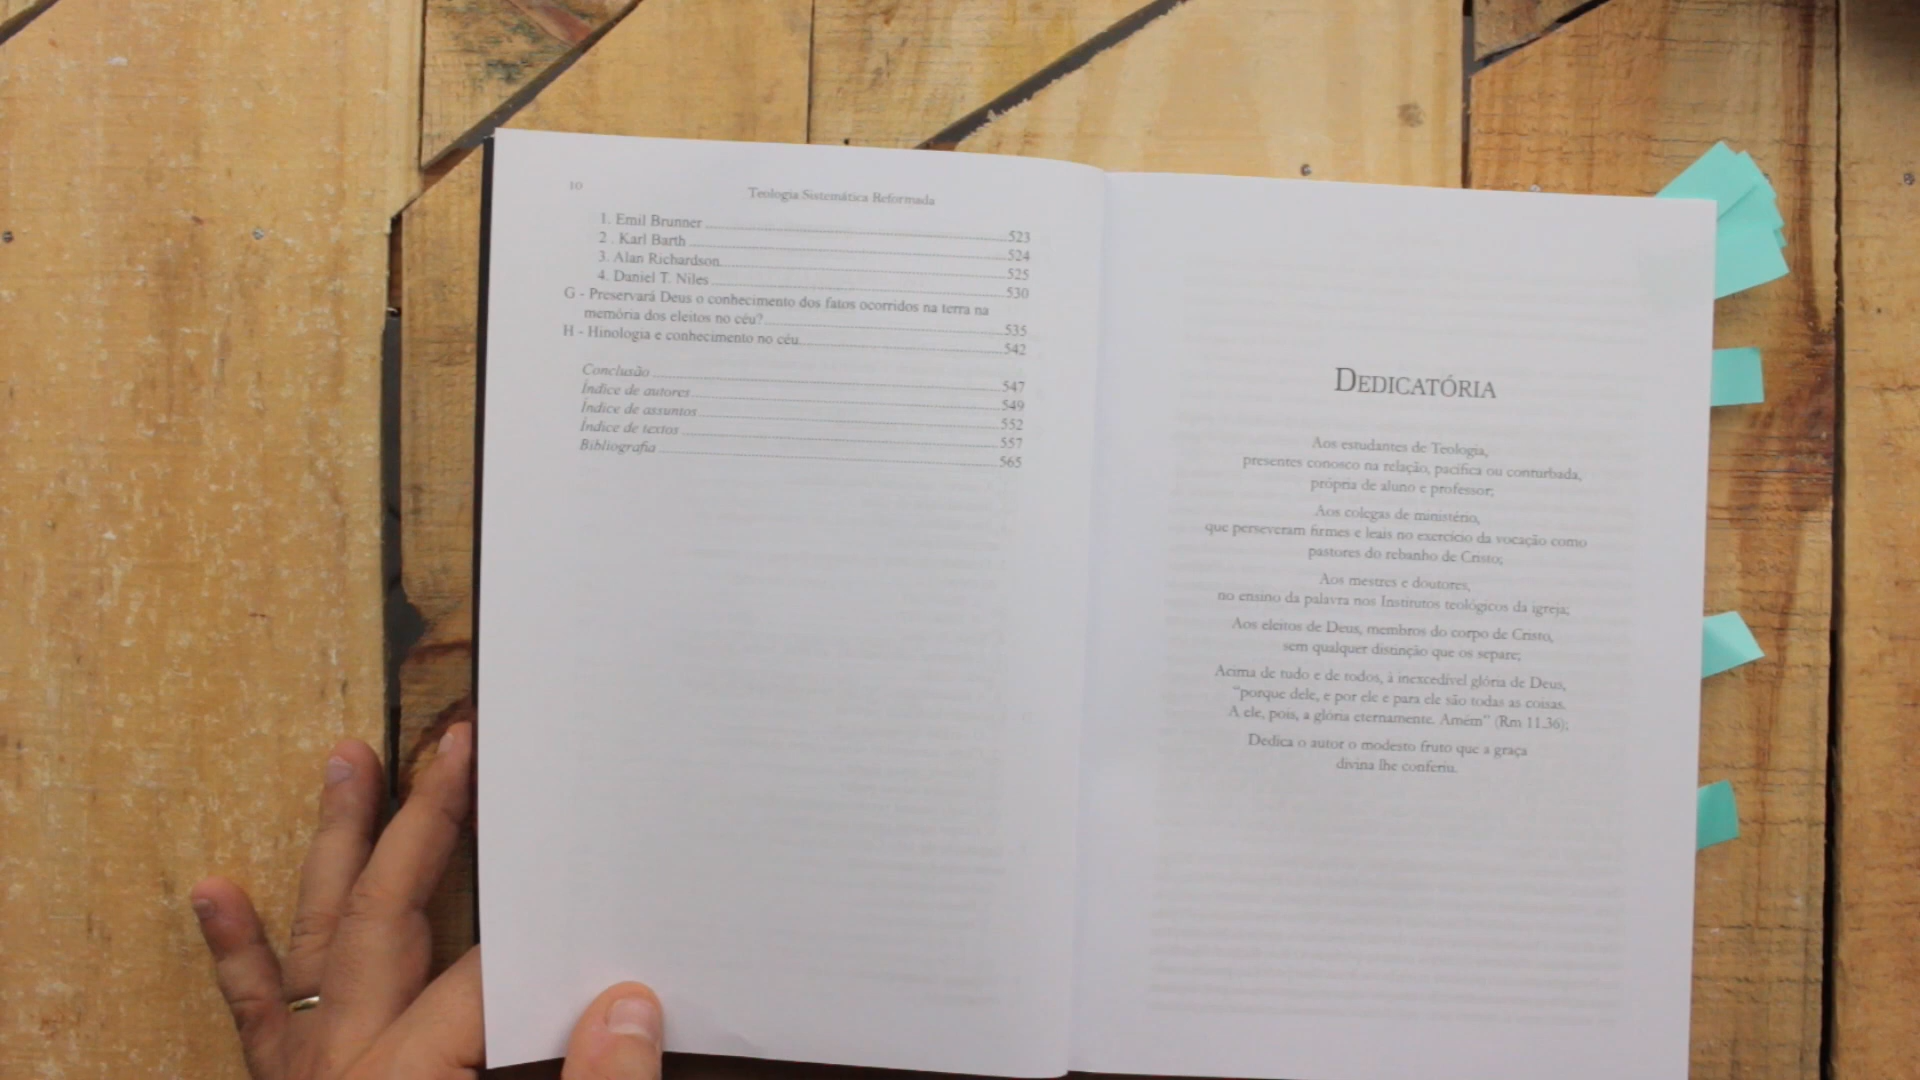 10
Teologia Sistemática Reformada
1. Emil Brunner 523
2 . Karl Barth 524
3. Alan Richardson 525
4. Daniel T. Niles 530
G - Preservará Deus o conhecimento dos fatos ocorridos na terra na
memória dos eleitos no céu? 535
H - Hinologia e conhecimento no céu 542
Conclusão 547
Índice de autores 549
Índice de assuntos 552
Índice de textos 557
Bibliografia 565
DEDICATÓRIA
Aos estudantes de Teologia,
presentes conosco na relação, pacífica ou conturbada,
própria de aluno e professor;
Aos colegas de ministério,
que perseveram firmes e leais no exercício da vocação como
pastores do rebanho de Cristo;
Aos mestres e doutores,
no ensino da palavra nos Institutos teológicos da igreja;
Aos eleitos de Deus, membros do corpo de Cristo,
sem qualquer distinção que os separe;
Acima de tudo e de todos, à inexcedível glória de Deus,
"porque dele, e por ele e para ele são todas as coisas.
A ele, pois, a glória eternamente. Amém" (Rm 11.36);
Dedica o autor o modesto fruto que a graça
divina lhe conferiu.